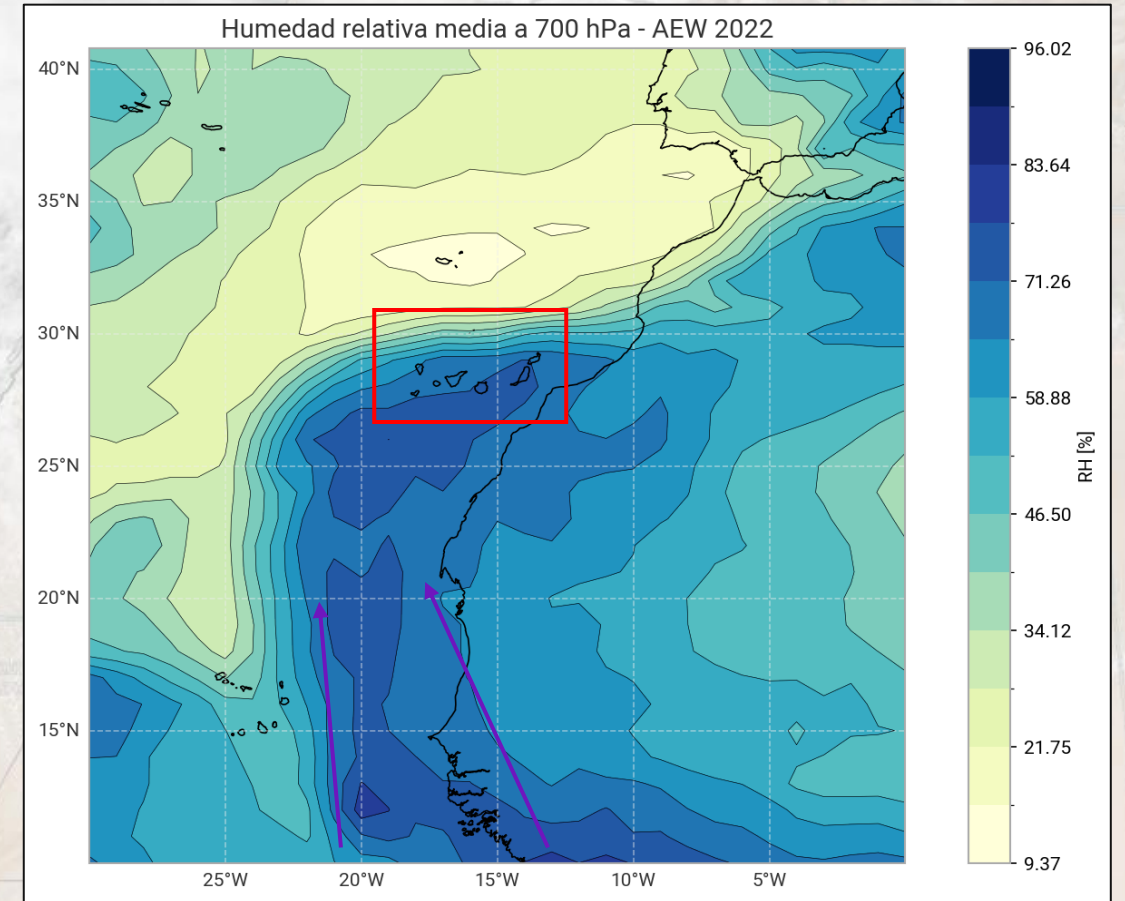 Humedad relativa media a 700 hPa - AEW 2022
40°N
35°N
30°N
25°N
20°N
15°N
25°W
20°W
15°W
10°W
5°W
96.02
83.64
71.26
58.88
46.50
34.12
21.75
9.37
RH [%]